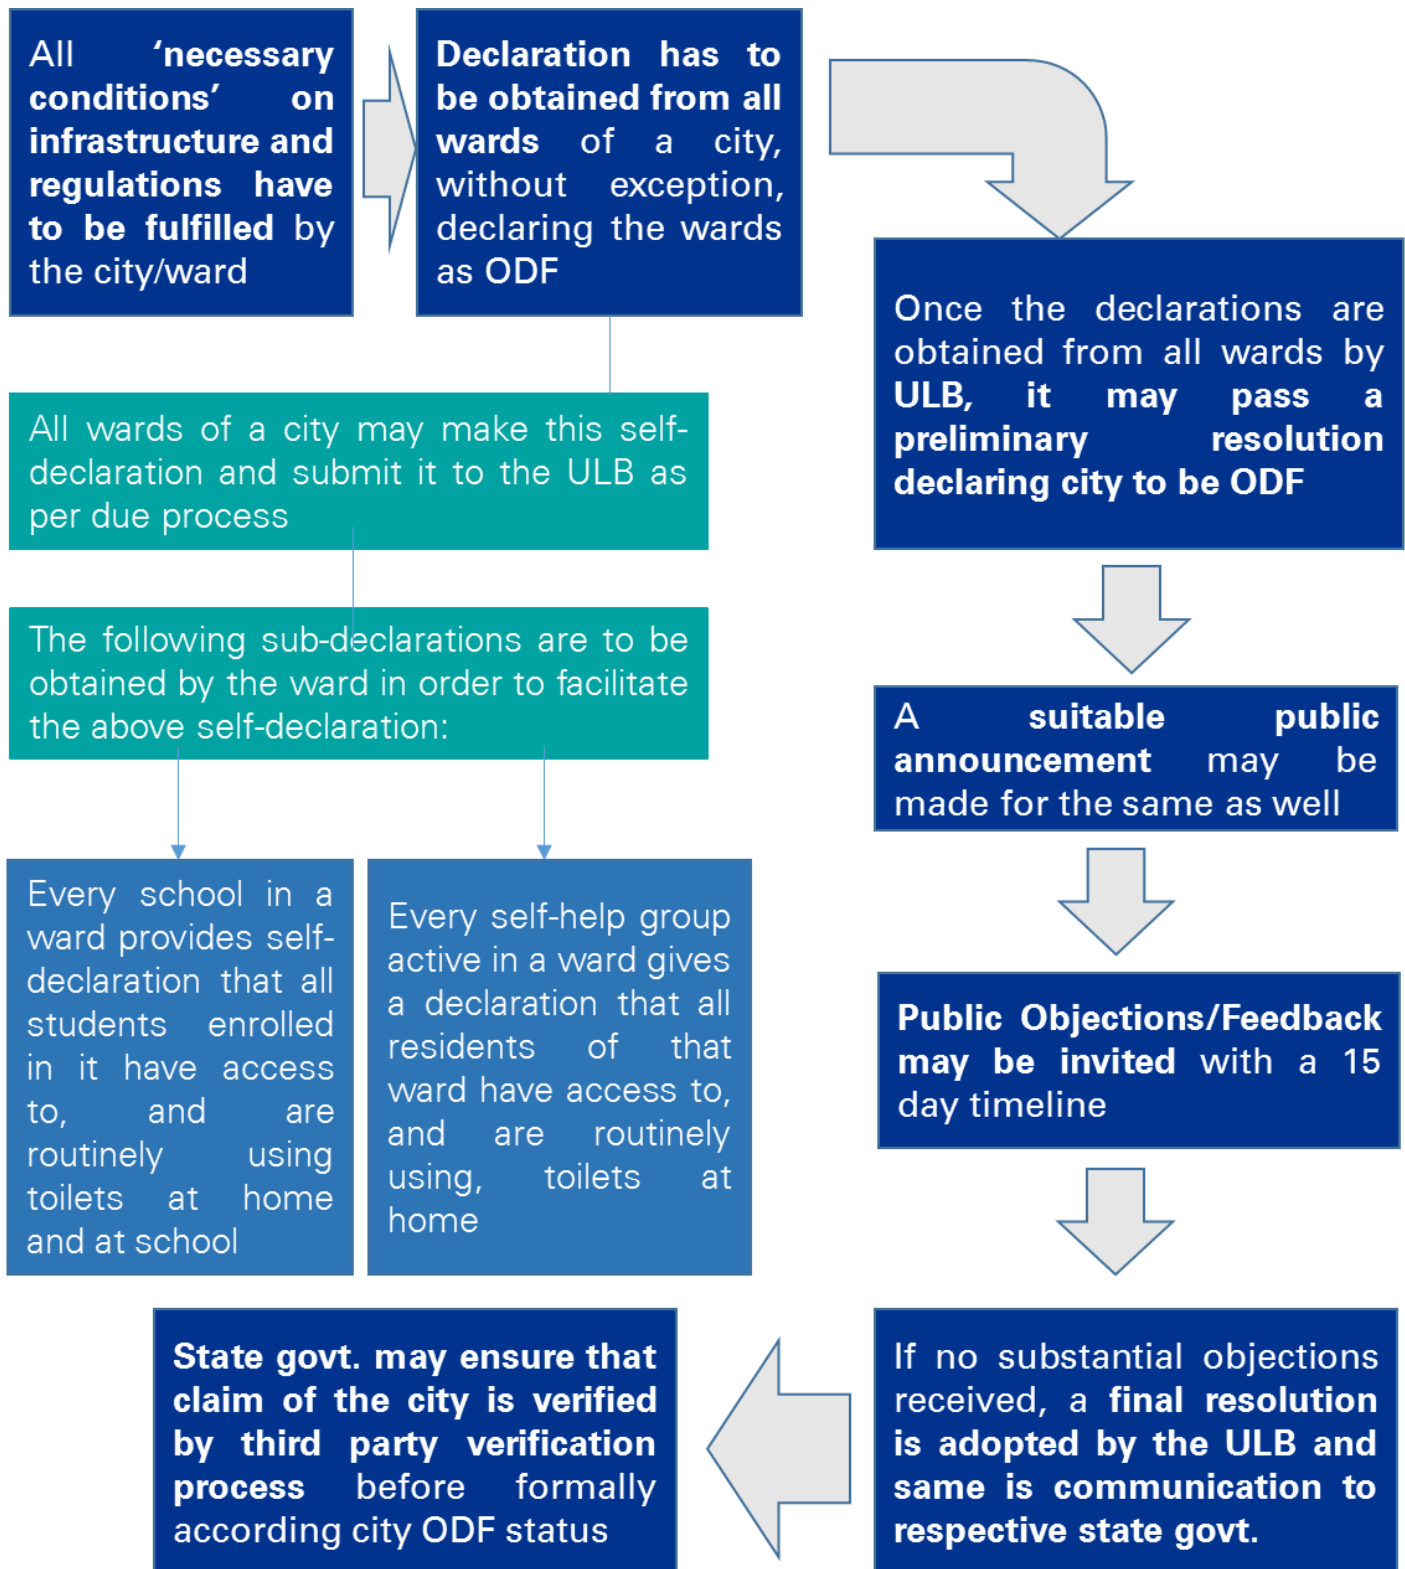 All 'necessary
conditions' on
infrastructure and
regulations have
to be fulfilled by
the city/ward
Declaration has to
be obtained from all
wards of a city,
without exception,
declaring the wards
as ODF
All wards of a city may make this self-
declaration and submit it to the ULB as
per due process
The following sub-declarations are to be
obtained by the ward in order to facilitate
the above self-declaration:
Every school in a
ward provides self-
declaration that all
students enrolled
in it have access
to, and are
routinely using
toilets at home
and at school
Every self-help group
active in a ward gives
a declaration that all
residents of that
ward have access to,
and are routinely
using, toilets at
home
Once the declarations are
obtained from all wards by
ULB, it may pass a
preliminary resolution
declaring city to be ODF
A suitable public
announcement may be
made for the same as well
Public Objections/Feedback
may be invited with a 15
day timeline
If no substantial objections
received, a final resolution
is adopted by the ULB and
same is communication to
respective state govt.
State govt. may ensure that
claim of the city is verified
by third party verification
process before formally
according city ODF status